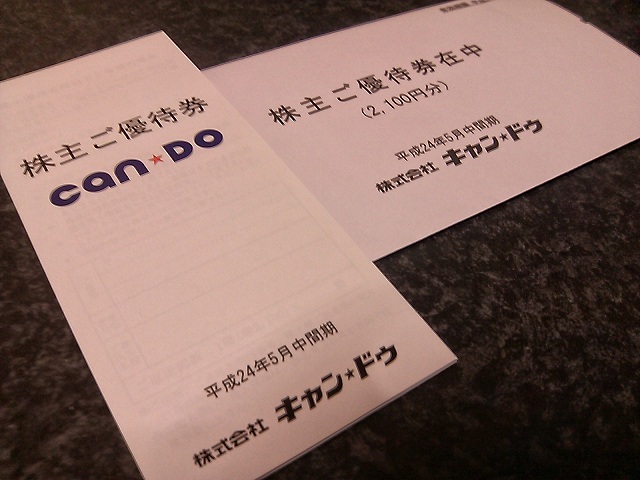 株主ご優待券
can★DO
平成24年5月中間期
株式会社 キャン★ドゥ
株主ご優待券在中
(2,100円分)
平成24年5月中間期
株式会社 キャン★ドゥ